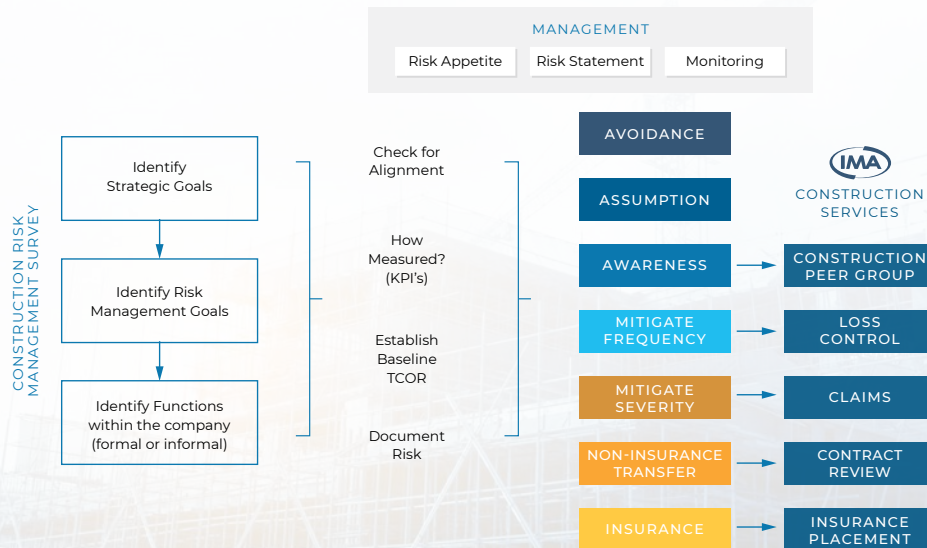 MANAGEMENT
Risk Appetite
Risk Statement
Monitoring
CONSTRUCTION RISK
MANAGEMENT SURVEY
Identify
Strategic Goals
Identify Risk
Management Goals
Identify Functions
within the company
(formal or informal)
Check for
Alignment
How
Measured?
(KPI's)
Establish
Baseline
TCOR
Document
Risk
AVOIDANCE
ASSUMPTION
AWARENESS
MITIGATE
FREQUENCY
MITIGATE
SEVERITY
NON-INSURANCE
TRANSFER
INSURANCE
IMA
CONSTRUCTION
SERVICES
CONSTRUCTION
PEER GROUP
LOSS
CONTROL
CLAIMS
CONTRACT
REVIEW
INSURANCE
PLACEMENT